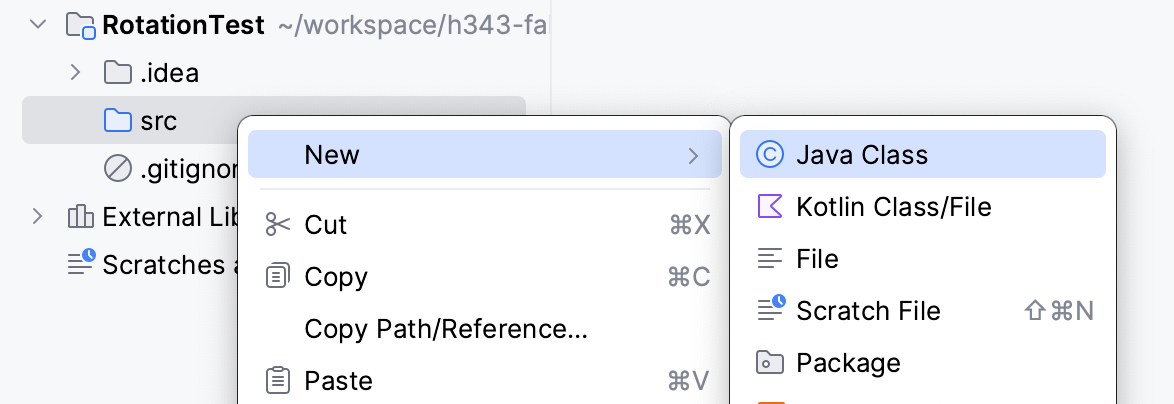 RotationTest ~/workspace/h343-fal
.idea
src
.gitignor
External Lib
Scratches a
New
Cut ⌘X
Copy ⌘C
Copy Path/Reference...
Paste ⌘V
Java Class
Kotlin Class/File
File
Scratch File ⇧⌘N
Package